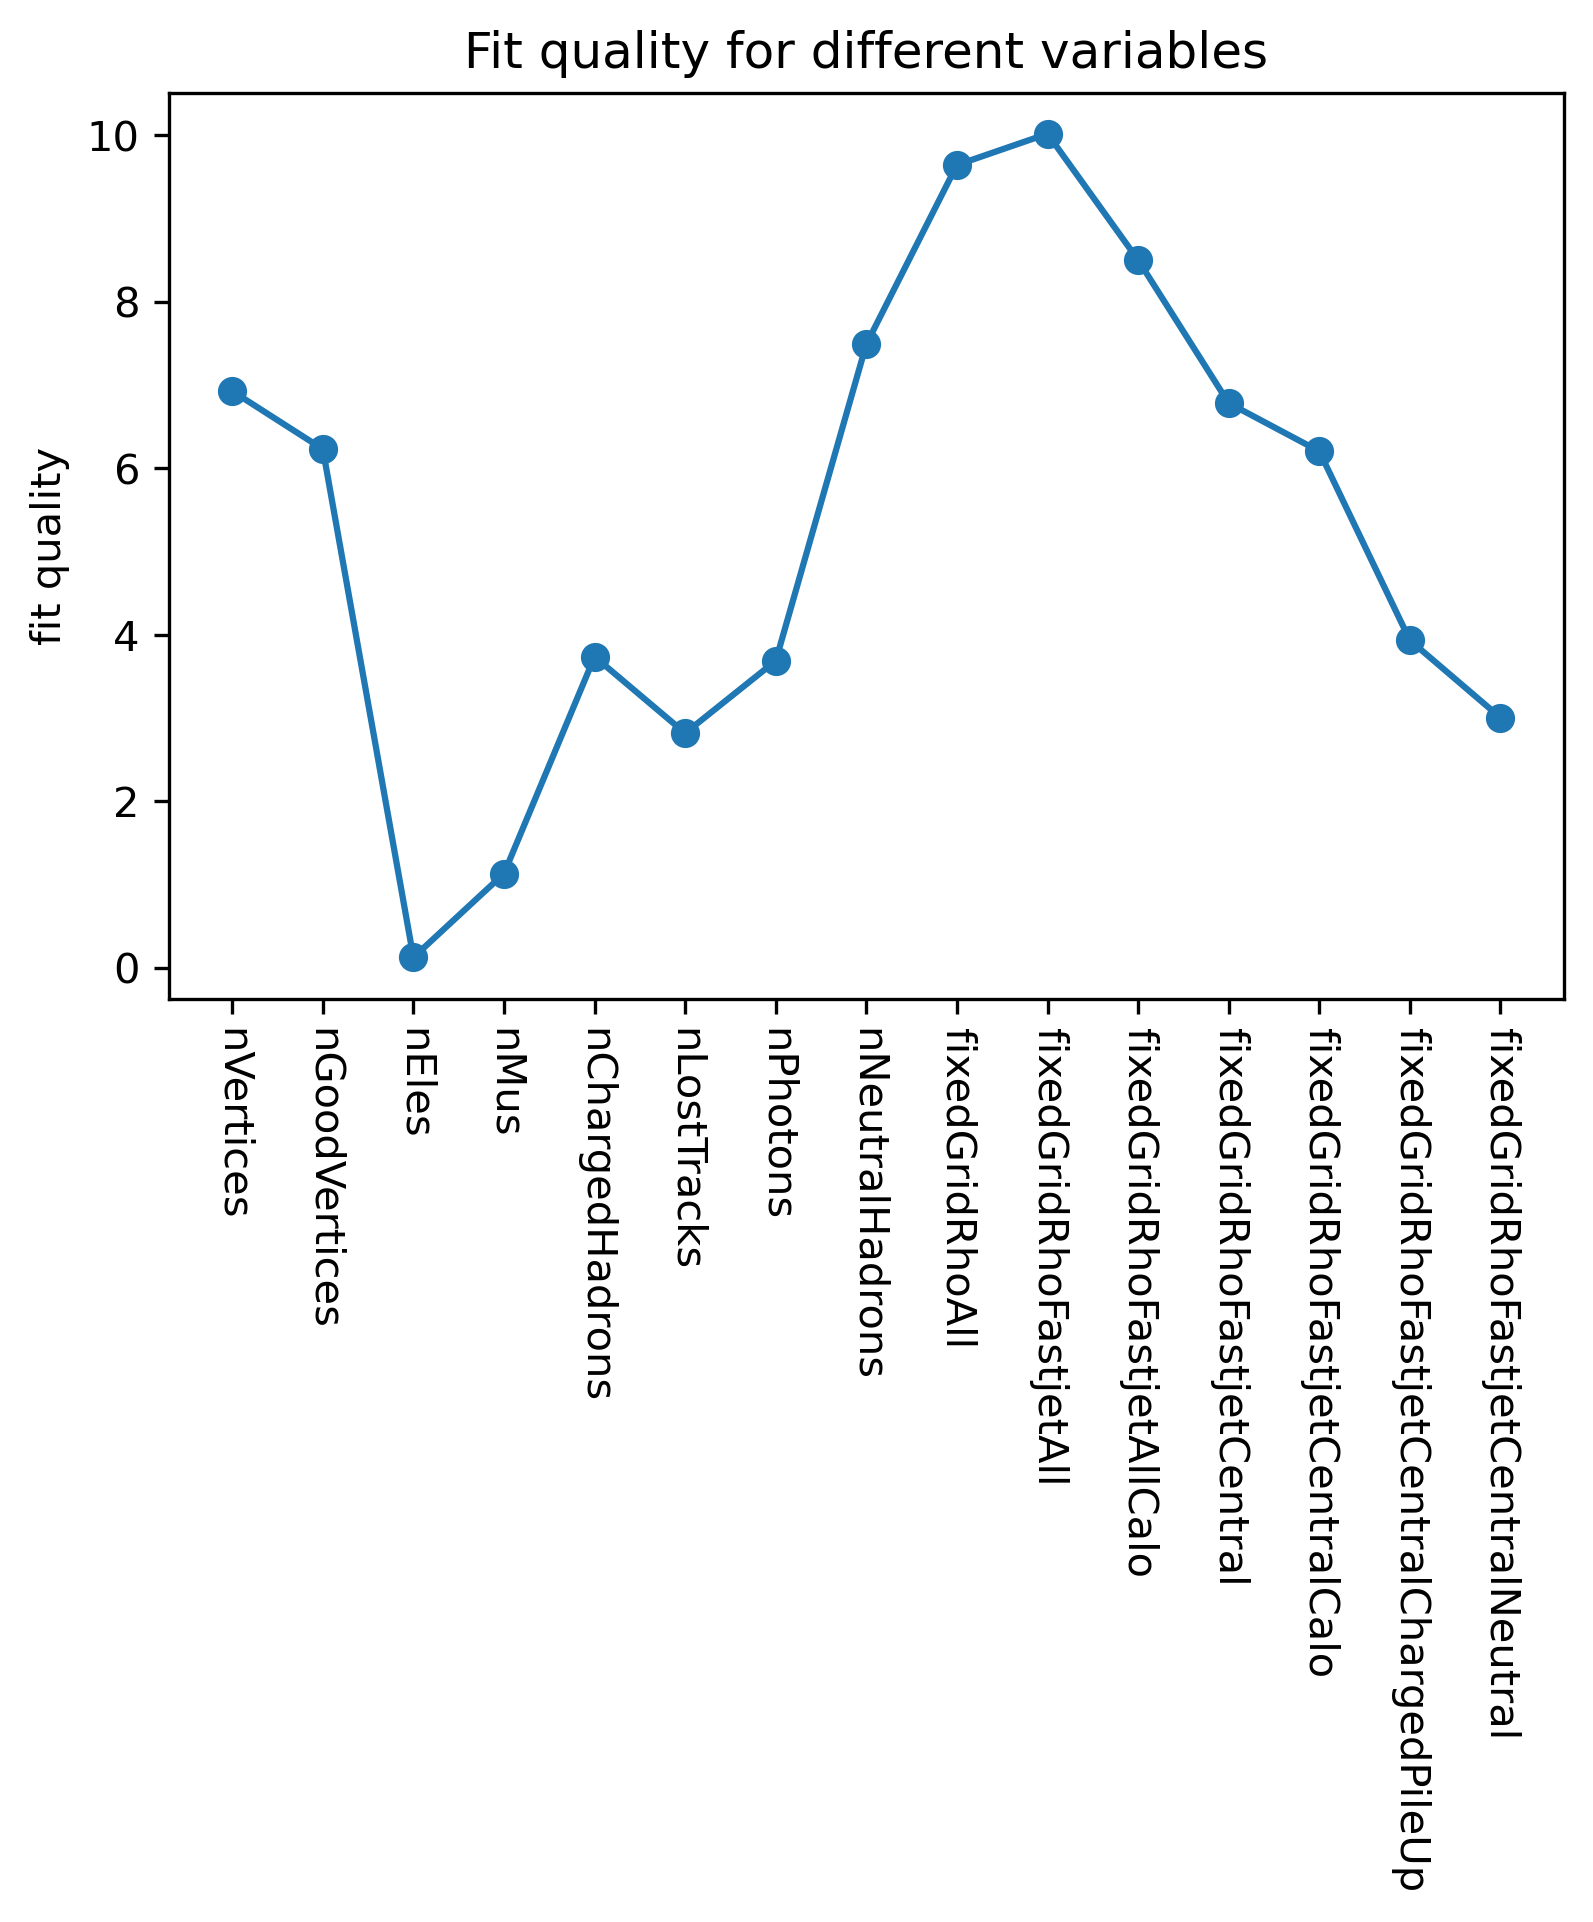 Fit quality for different variables
fit quality
10
8
6
4
2
0
nVertices
nGoodVertices
nEles
nMus
nChargedHadrons
nLostTracks
nPhotons
nNeutralHadrons
fixedGridRhoAll
fixedGridRhoFastjetAll
fixedGridRhoFastjetAllCalo
fixedGridRhoFastjetCentral
fixedGridRhoFastjetCentralCalo
fixedGridRhoFastjetCentralChargedPileUp
fixedGridRhoFastjetCentralNeutral